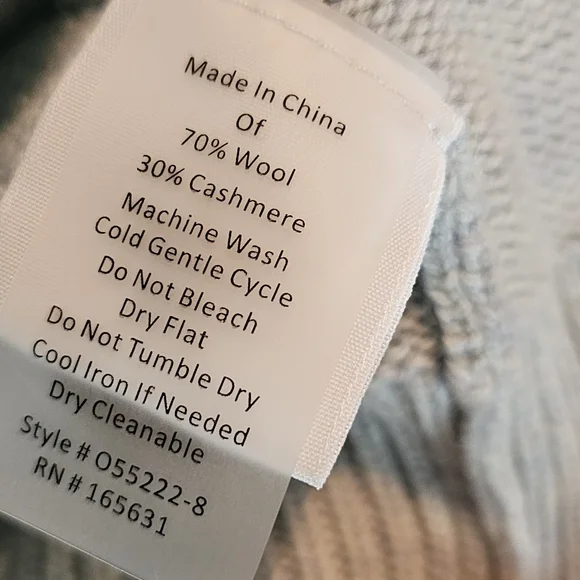 Made In China
Of
70% Wool
30% Cashmere
Machine Wash
Cold Gentle Cycle
Do Not Bleach
Dry Flat
Do Not Tumble Dry
Cool Iron If Needed
Dry Cleanable
Style # O55222-8
RN # 165631